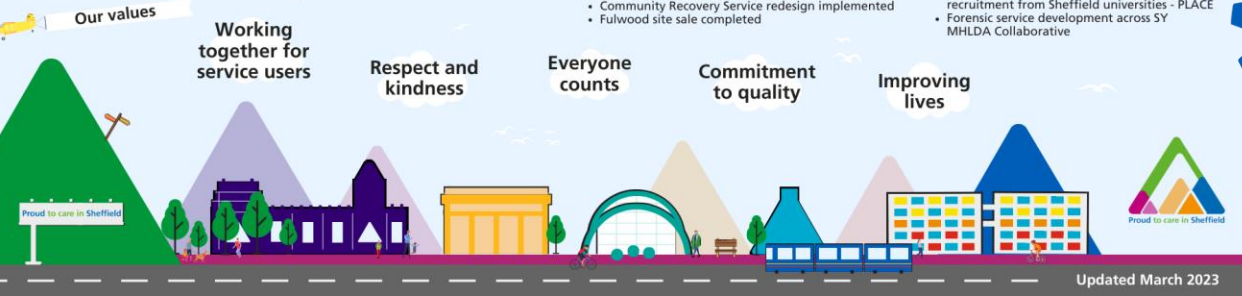 • Community Recovery Service redesign implemented
• Fulwood site sale completed
recruitment from Sheffield universities - PLACE
• Forensic service development across SY
MHLDA Collaborative
Our values
Working
together for
service users
Respect and
kindness
Everyone
counts
Commitment
to quality
Improving
lives
Proud to care in Sheffield
Proud to care in Sheffield
Updated March 2023